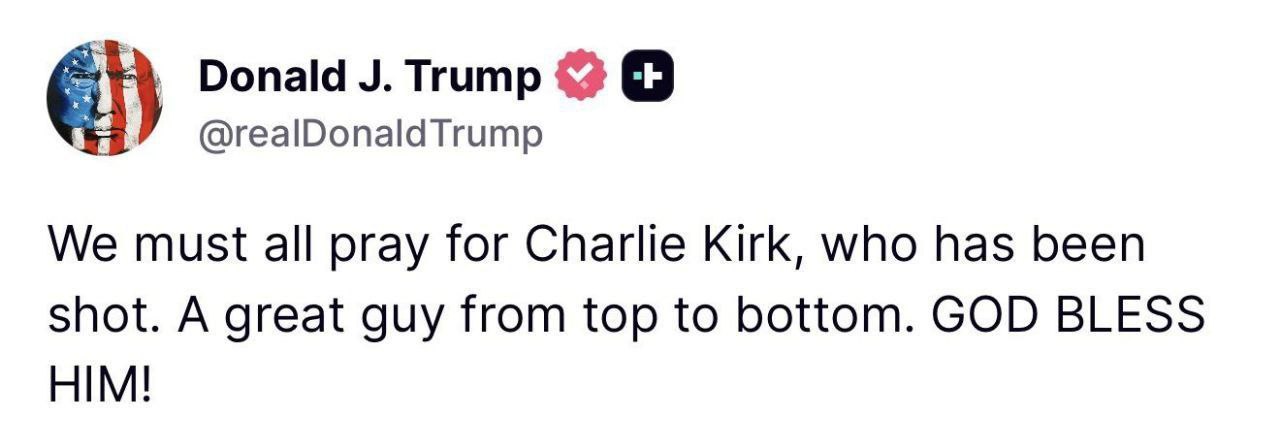 Donald J. Trump
@realDonaldTrump
We must all pray for Charlie Kirk, who has been
shot. A great guy from top to bottom. GOD BLESS
HIM!